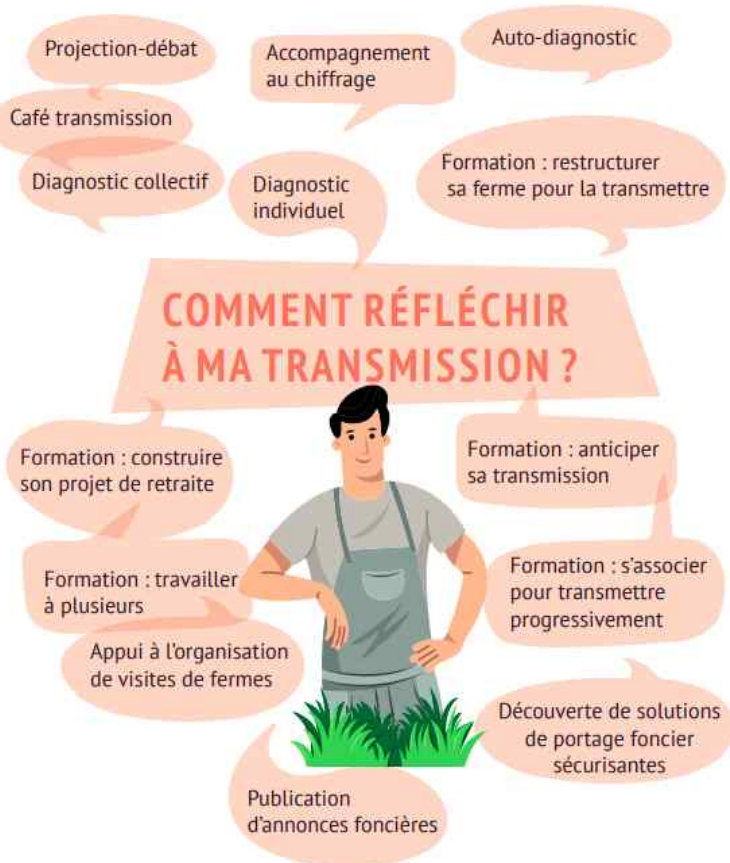 Projection-débat
Accompagnement
au chiffrage
Auto-diagnostic
Café transmission
Diagnostic collectif
Diagnostic
individuel
Formation : restructurer
sa ferme pour la transmettre
COMMENT RÉFLÉCHIR
À MA TRANSMISSION ?
Formation : construire
son projet de retraite
Formation : anticiper
sa transmission
Formation : travailler
à plusieurs
Formation : s’associer
pour transmettre
progressivement
Appui à l’organisation
de visites de fermes
Découverte de solutions
de portage foncier
sécurisantes
Publication
d’annonces foncières